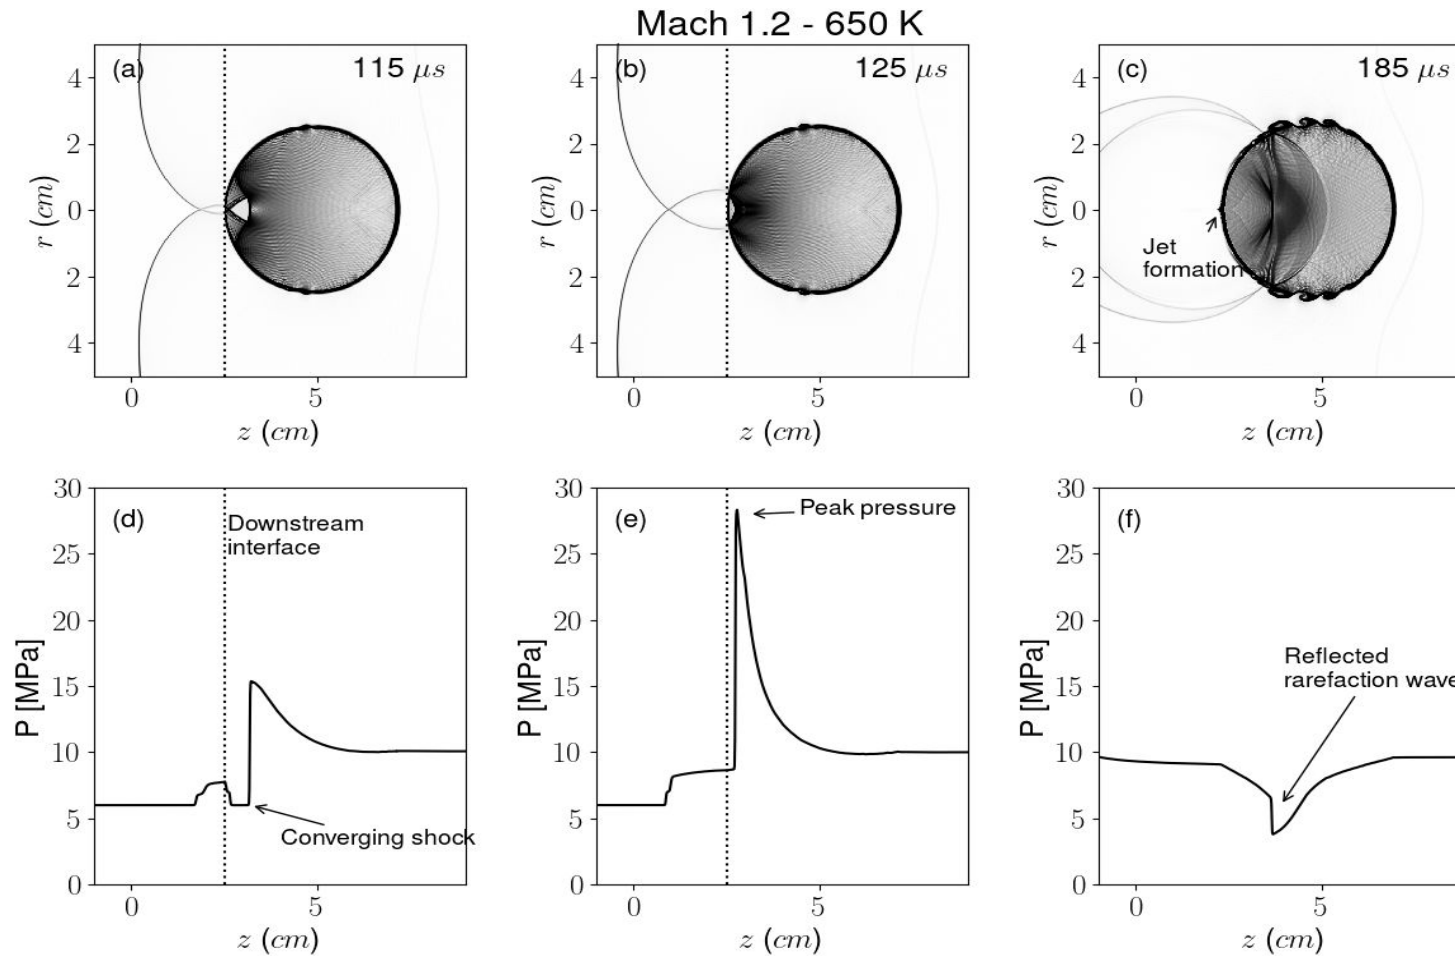 Mach 1.2 - 650 K
(a)
115 μs
4
2
0
2
4
r (cm)
0
5
z (cm)
(b)
125 μs
4
2
0
2
4
r (cm)
0
5
z (cm)
(c)
185 μs
4
2
0
2
4
r (cm)
Jet
formation
0
5
z (cm)
(d)
30
25
20
15
10
5
0
P [MPa]
Downstream
interface
Converging shock
0
5
z (cm)
(e)
30
25
20
15
10
5
0
P [MPa]
Peak pressure
0
5
z (cm)
(f)
30
25
20
15
10
5
0
P [MPa]
Reflected
rarefaction wave
0
5
z (cm)